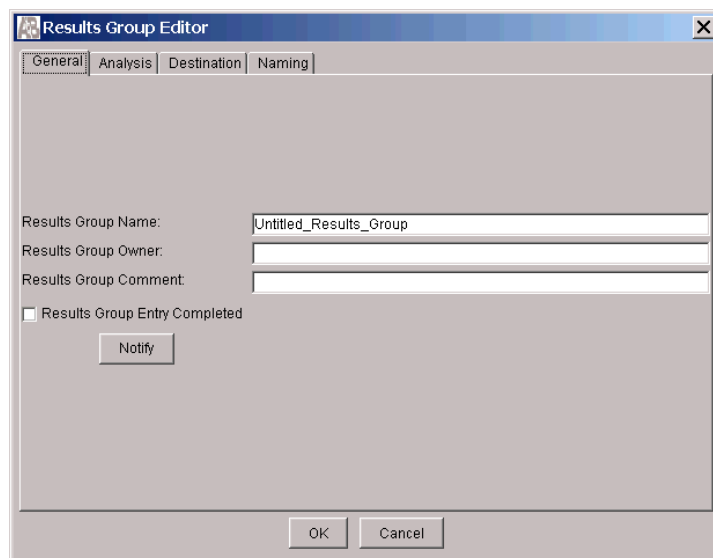 AB Results Group Editor
General Analysis Destination Naming
Results Group Name: Untitled_Results_Group
Results Group Owner:
Results Group Comment:
Results Group Entry Completed
Notify
OK Cancel